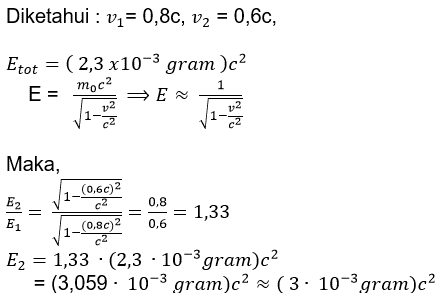 Diketahui : 𝑣₁= 0,8c, 𝑣₂ = 0,6c,
𝐸ₜₒₜ = ( 2,3 𝑥10⁻³ 𝑔𝑟𝑎𝑚 )𝑐²
E = 𝑚₀𝑐² / √(1−𝑣²/𝑐²) ⟹ 𝐸 ≈ 1 / √(1−𝑣²/𝑐²)
Maka,
𝐸₂/𝐸₁ = √(1−(0,6𝑐)²/𝑐²) / √(1−(0,8𝑐)²/𝑐²) = 0,8/0,6 = 1,33
𝐸₂ = 1,33 · (2,3 · 10⁻³𝑔𝑟𝑎𝑚)𝑐²
= (3,059 · 10⁻³ 𝑔𝑟𝑎𝑚)𝑐² ≈ ( 3 · 10⁻³𝑔𝑟𝑎𝑚)𝑐²